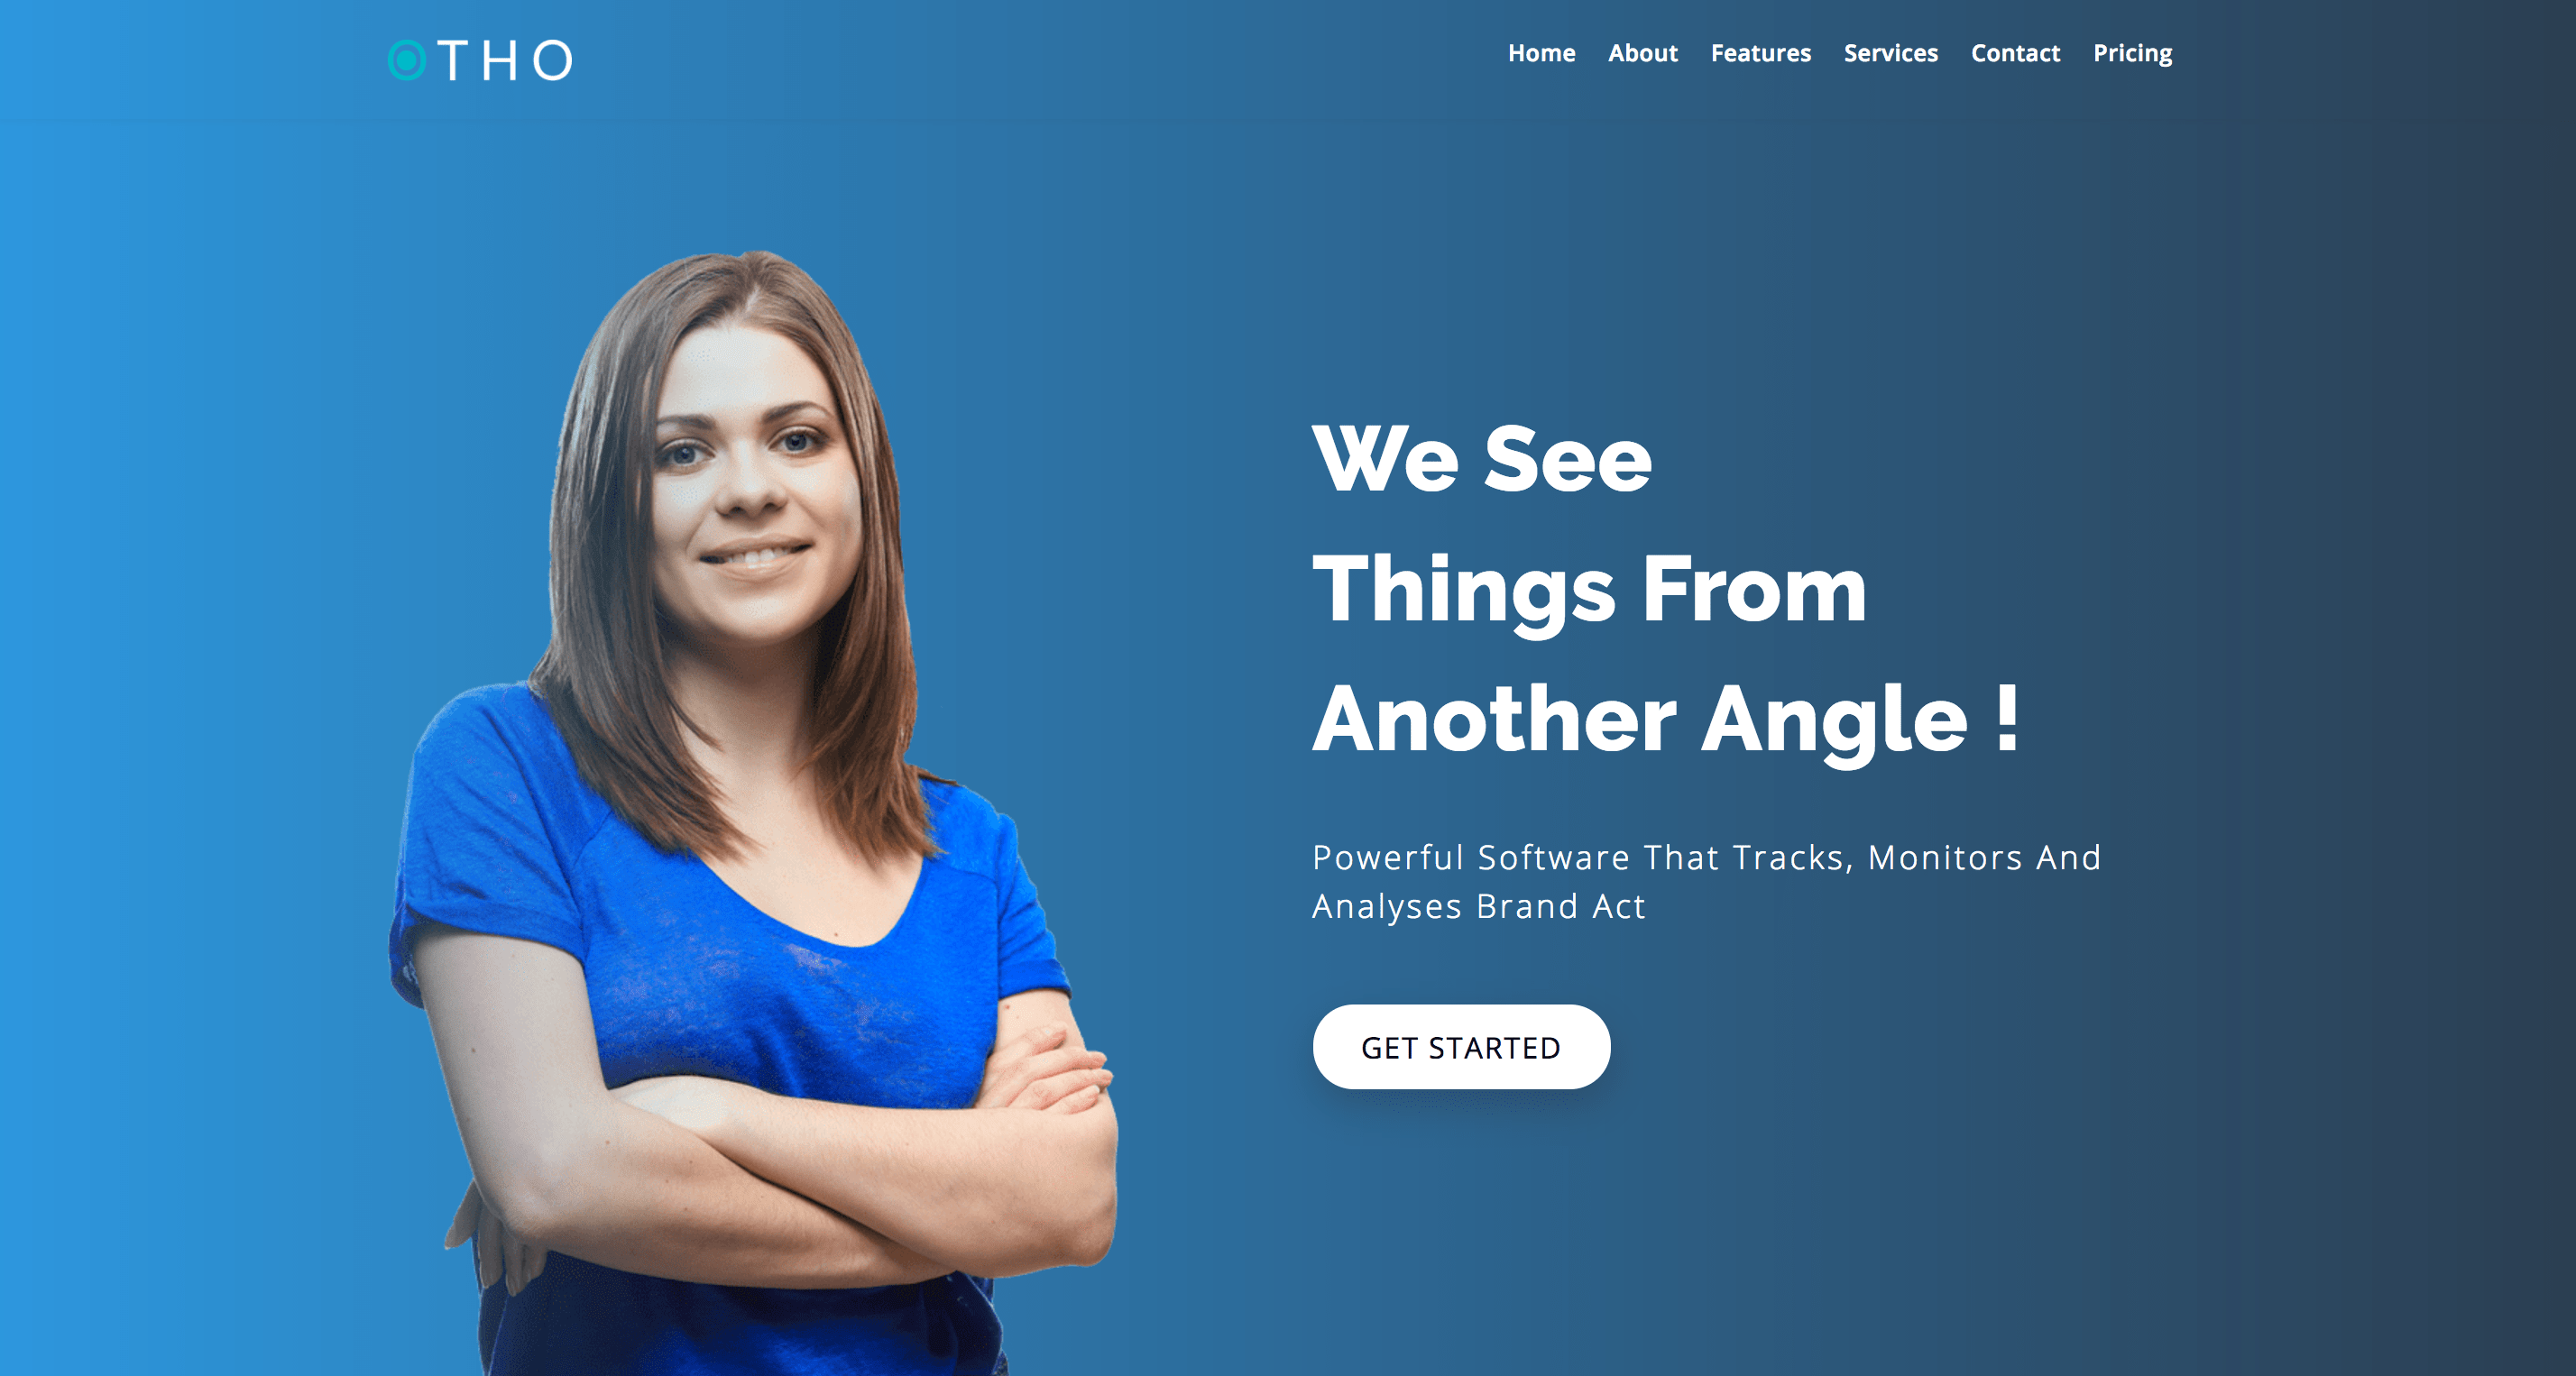 OTHO
Home About Features Services Contact Pricing
We See
Things From
Another Angle !
Powerful Software That Tracks, Monitors And
Analyses Brand Act
GET STARTED